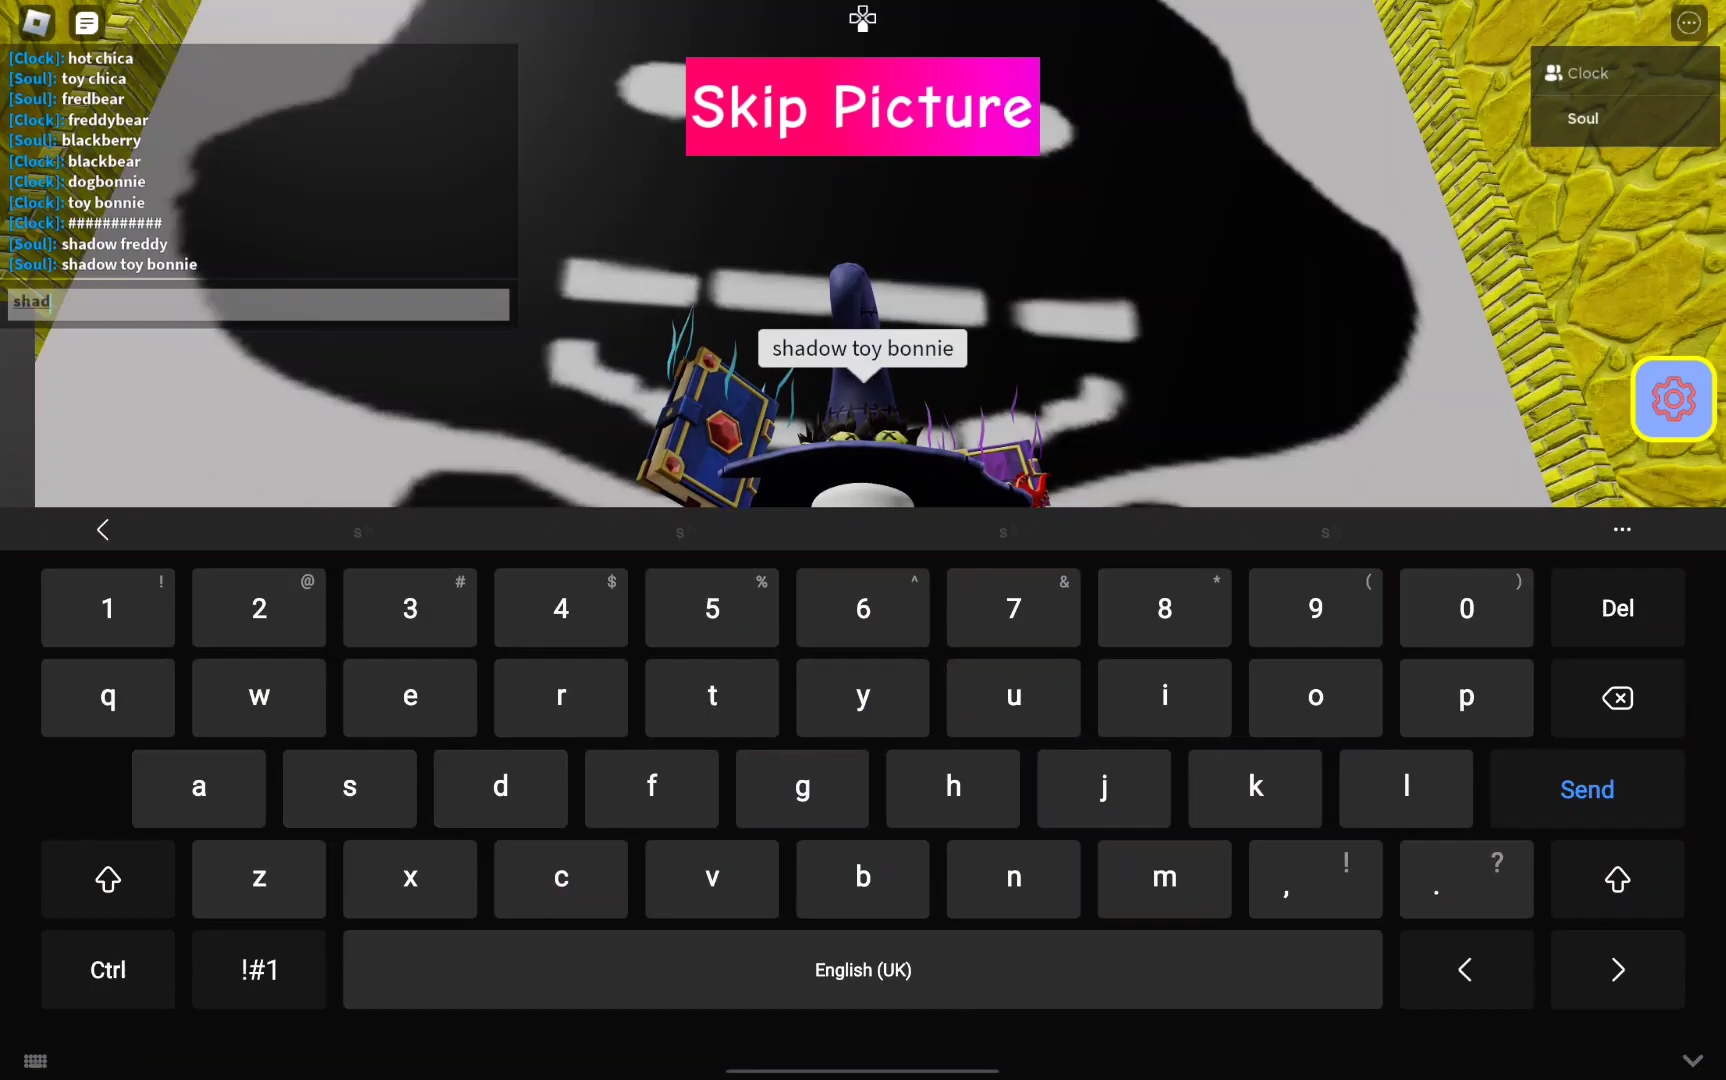 [Clock]: hot chica
[Soul]: toy chica
[Soul]: fredbear
[Clock]: freddybear
[Soul]: blackberry
[Clock]: blackbear
[Clock]: dogbonnie
[Clock]: toy bonnie
[Clock]: ###########
[Soul]: shadow freddy
[Soul]: shadow toy bonnie
shad
Skip Picture
Clock
Soul
shadow toy bonnie
1 ! 2 @ 3 # 4 $ 5 % 6 ^ 7 & 8 * 9 ( 0 ) Del
q w e r t y u i o p
a s d f g h j k l Send
z x c v b n m , ! . ?
Ctrl !#1 English (UK) < >